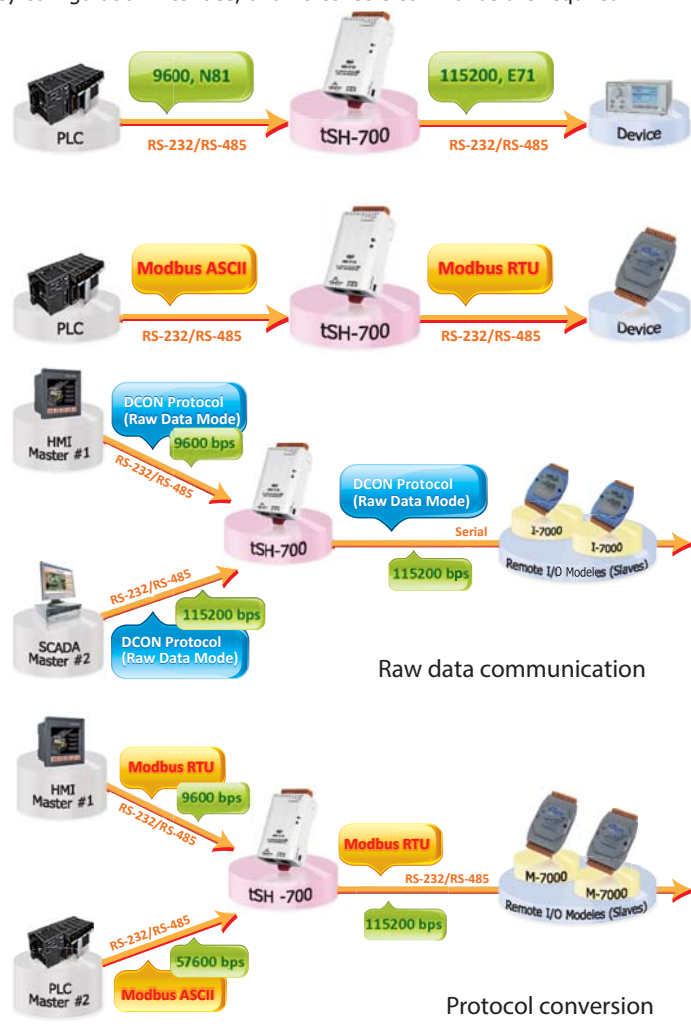 9600, N81
115200, E71
PLC
RS-232/RS-485
tSH-700
RS-232/RS-485
Device
Modbus ASCII
Modbus RTU
PLC
RS-232/RS-485
tSH-700
RS-232/RS-485
Device
HMI
Master #1
DCON Protocol
(Raw Data Mode)
9600 bps
RS-232/RS-485
tSH-700
DCON Protocol
(Raw Data Mode)
Serial
115200 bps
I-7000
I-7000
Remote I/O Modeles (Slaves)
RS-232/RS-485
115200 bps
SCADA
Master #2
DCON Protocol
(Raw Data Mode)
Raw data communication
HMI
Master #1
Modbus RTU
9600 bps
RS-232/RS-485
tSH -700
Modbus RTU
RS-232/RS-485
115200 bps
M-7000
M-7000
Remote I/O Modeles (Slaves)
RS-232/RS-485
57600 bps
PLC
Master #2
Modbus ASCII
Protocol conversion